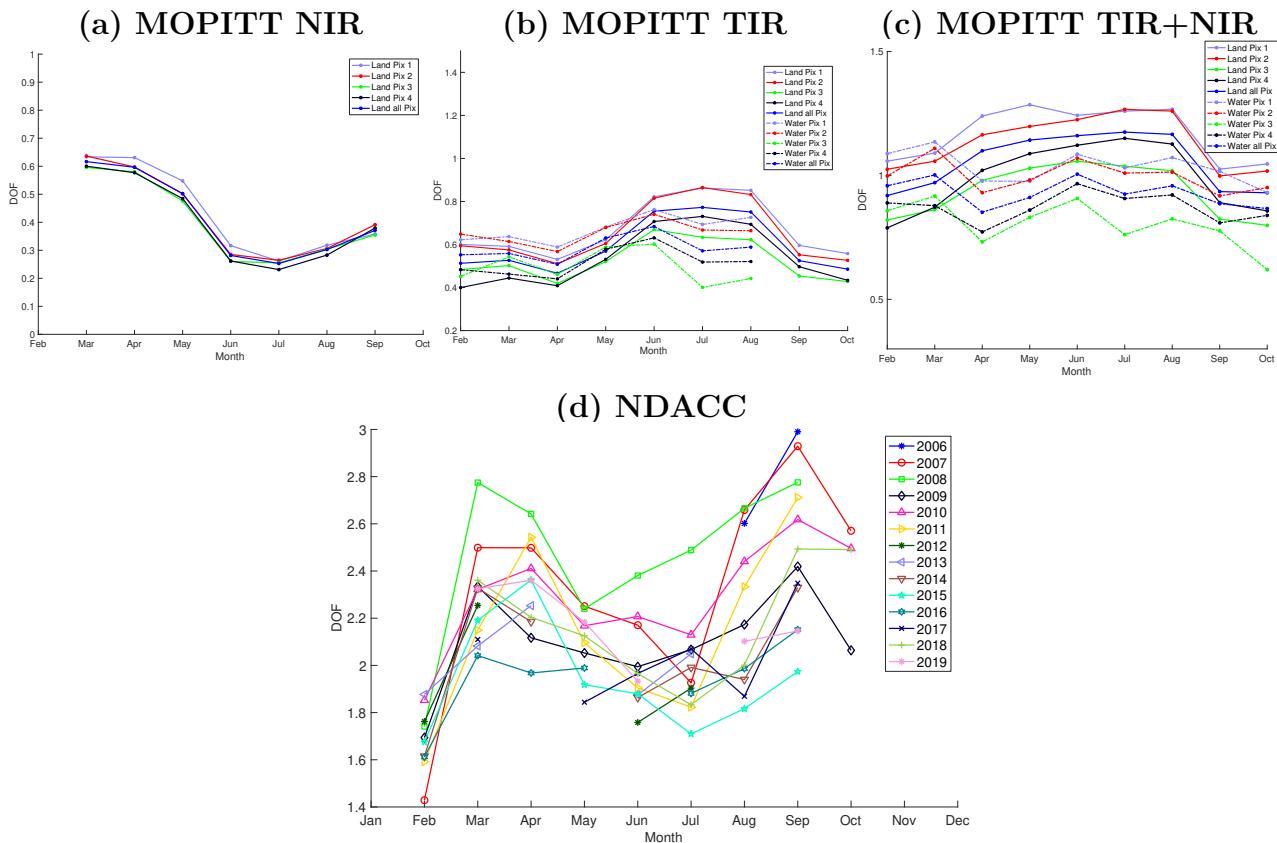 (a) MOPITT NIR
DOF
1
0.9
0.8
0.7
0.6
0.5
0.4
0.3
0.2
0.1
0
Feb Mar Apr May Jun Jul Aug Sep Oct
Month
Land Pix 1
Land Pix 2
Land Pix 3
Land Pix 4
Land all Pix
(b) MOPITT TIR
DOF
1.4
1.2
1
0.8
0.6
0.4
0.2
Feb Mar Apr May Jun Jul Aug Sep Oct
Month
Land Pix 1
Land Pix 2
Land Pix 3
Land Pix 4
Land all Pix
Water Pix 1
Water Pix 2
Water Pix 3
Water Pix 4
Water all Pix
(c) MOPITT TIR+NIR
DOF
1.5
1
0.5
Feb Mar Apr May Jun Jul Aug Sep Oct
Month
Land Pix 1
Land Pix 2
Land Pix 3
Land Pix 4
Land all Pix
Water Pix 1
Water Pix 2
Water Pix 3
Water Pix 4
Water all Pix
(d) NDACC
DOF
3
2.8
2.6
2.4
2.2
2
1.8
1.6
1.4
Jan Feb Mar Apr May Jun Jul Aug Sep Oct Nov Dec
Month
2006
2007
2008
2009
2010
2011
2012
2013
2014
2015
2016
2017
2018
2019